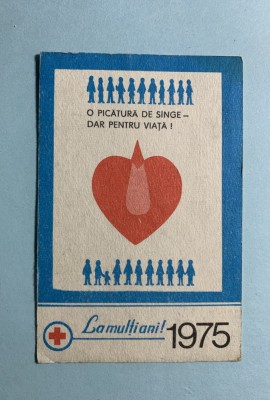 O PICĂTURĂ DE SINGE –
DAR PENTRU VIAȚĂ !
La mulți ani! 1975